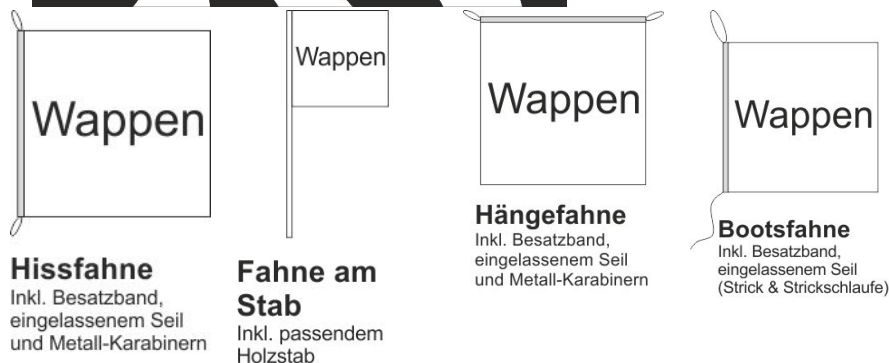 Wappen
Hissfahne
Inkl. Besatzband,
eingelassenem Seil
und Metall-Karabinern
Wappen
Fahne am
Stab
Inkl. passendem
Holzstab
Wappen
Hängefahne
Inkl. Besatzband,
eingelassenem Seil
und Metall-Karabinern
Wappen
Bootsfahne
Inkl. Besatzband,
eingelassenem Seil
(Strick & Strickschlaufe)